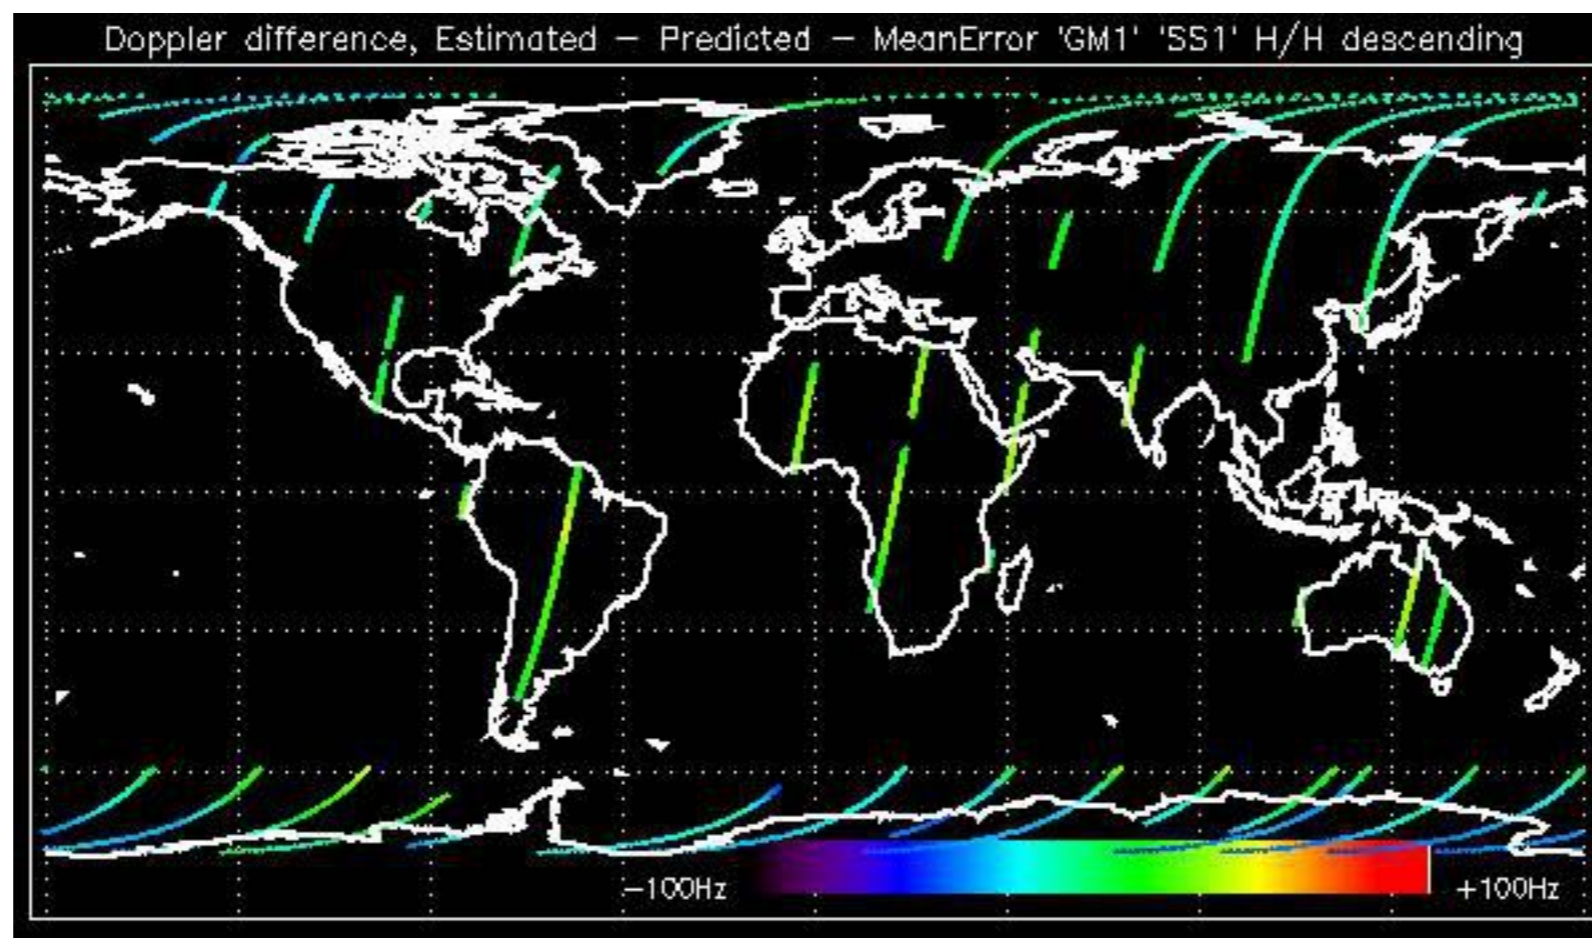 Doppler difference, Estimated – Predicted – MeanError 'GM1' 'SS1' H/H descending
–100Hz +100Hz